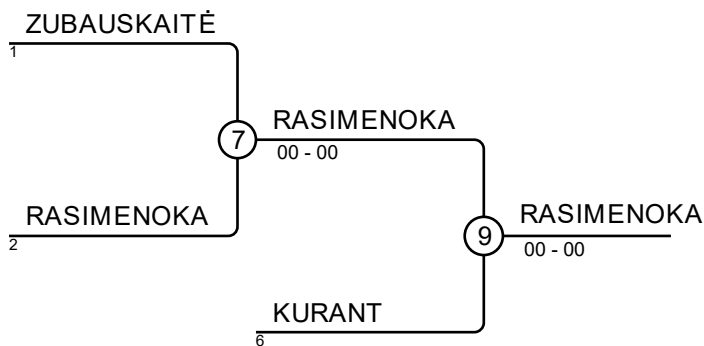 ZUBAUSKAITĖ
1
7
RASIMENOKA
00 - 00
RASIMENOKA
2
9
RASIMENOKA
00 - 00
KURANT
6